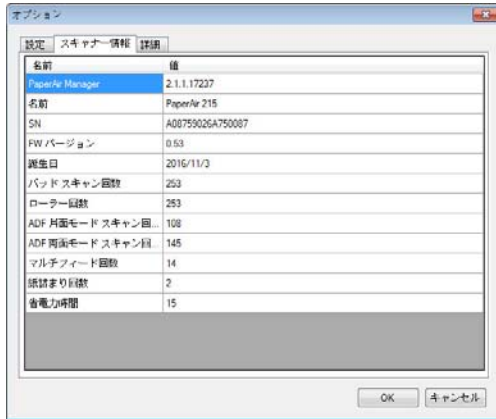 オプション
設定 スキャナー情報 詳細
名前 値
PaperAir Manager 2.1.1.17237
名前 PaperAir 215
SN A08759026A750087
FW バージョン 0.53
誕生日 2016/11/3
パッド スキャン回数 253
ローラー回数 253
ADF 片面モード スキャン回... 108
ADF 両面モード スキャン回... 145
マルチフィード回数 14
紙詰まり回数 2
省電力時間 15
OK キャンセル